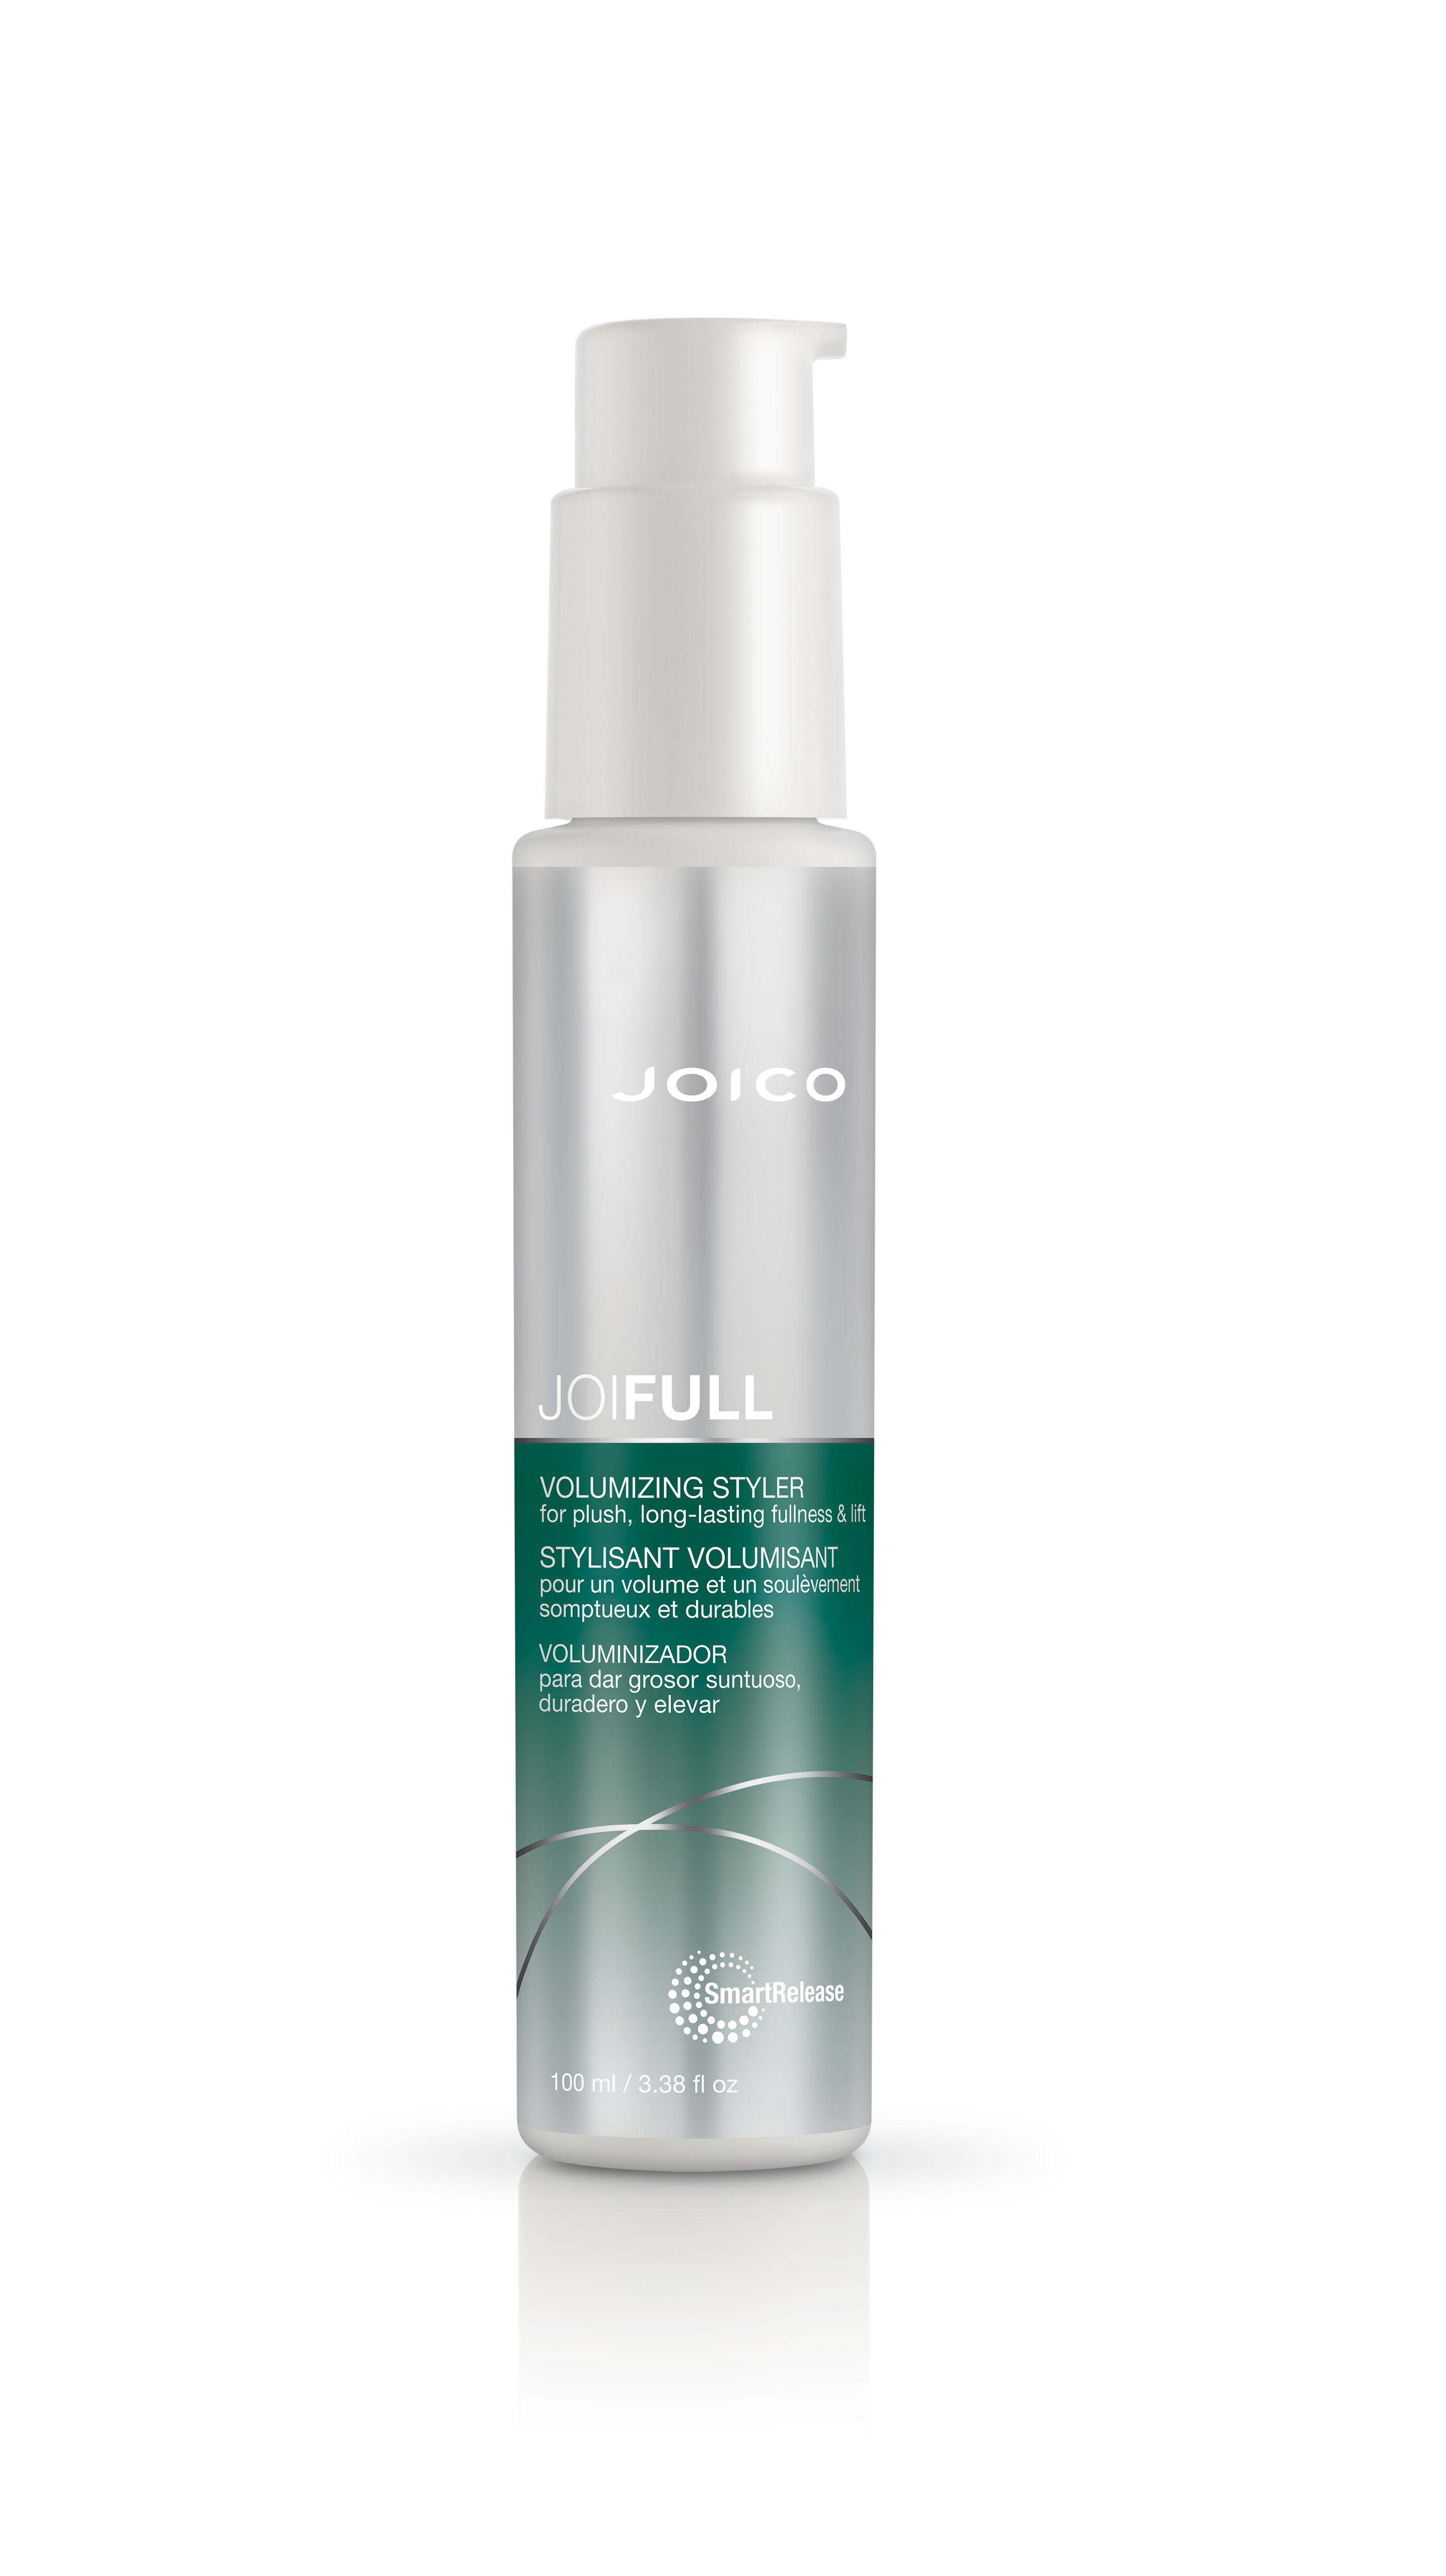 JOICO
JOIFULL
VOLUMIZING STYLER
for plush, long-lasting fullness & lift
STYLISANT VOLUMISANT
pour un volume et un soulèvement
somptueux et durables
VOLUMINIZADOR
para dar grosor suntuoso,
duradero y elevar
SmartRelease
100 ml / 3.38 fl oz